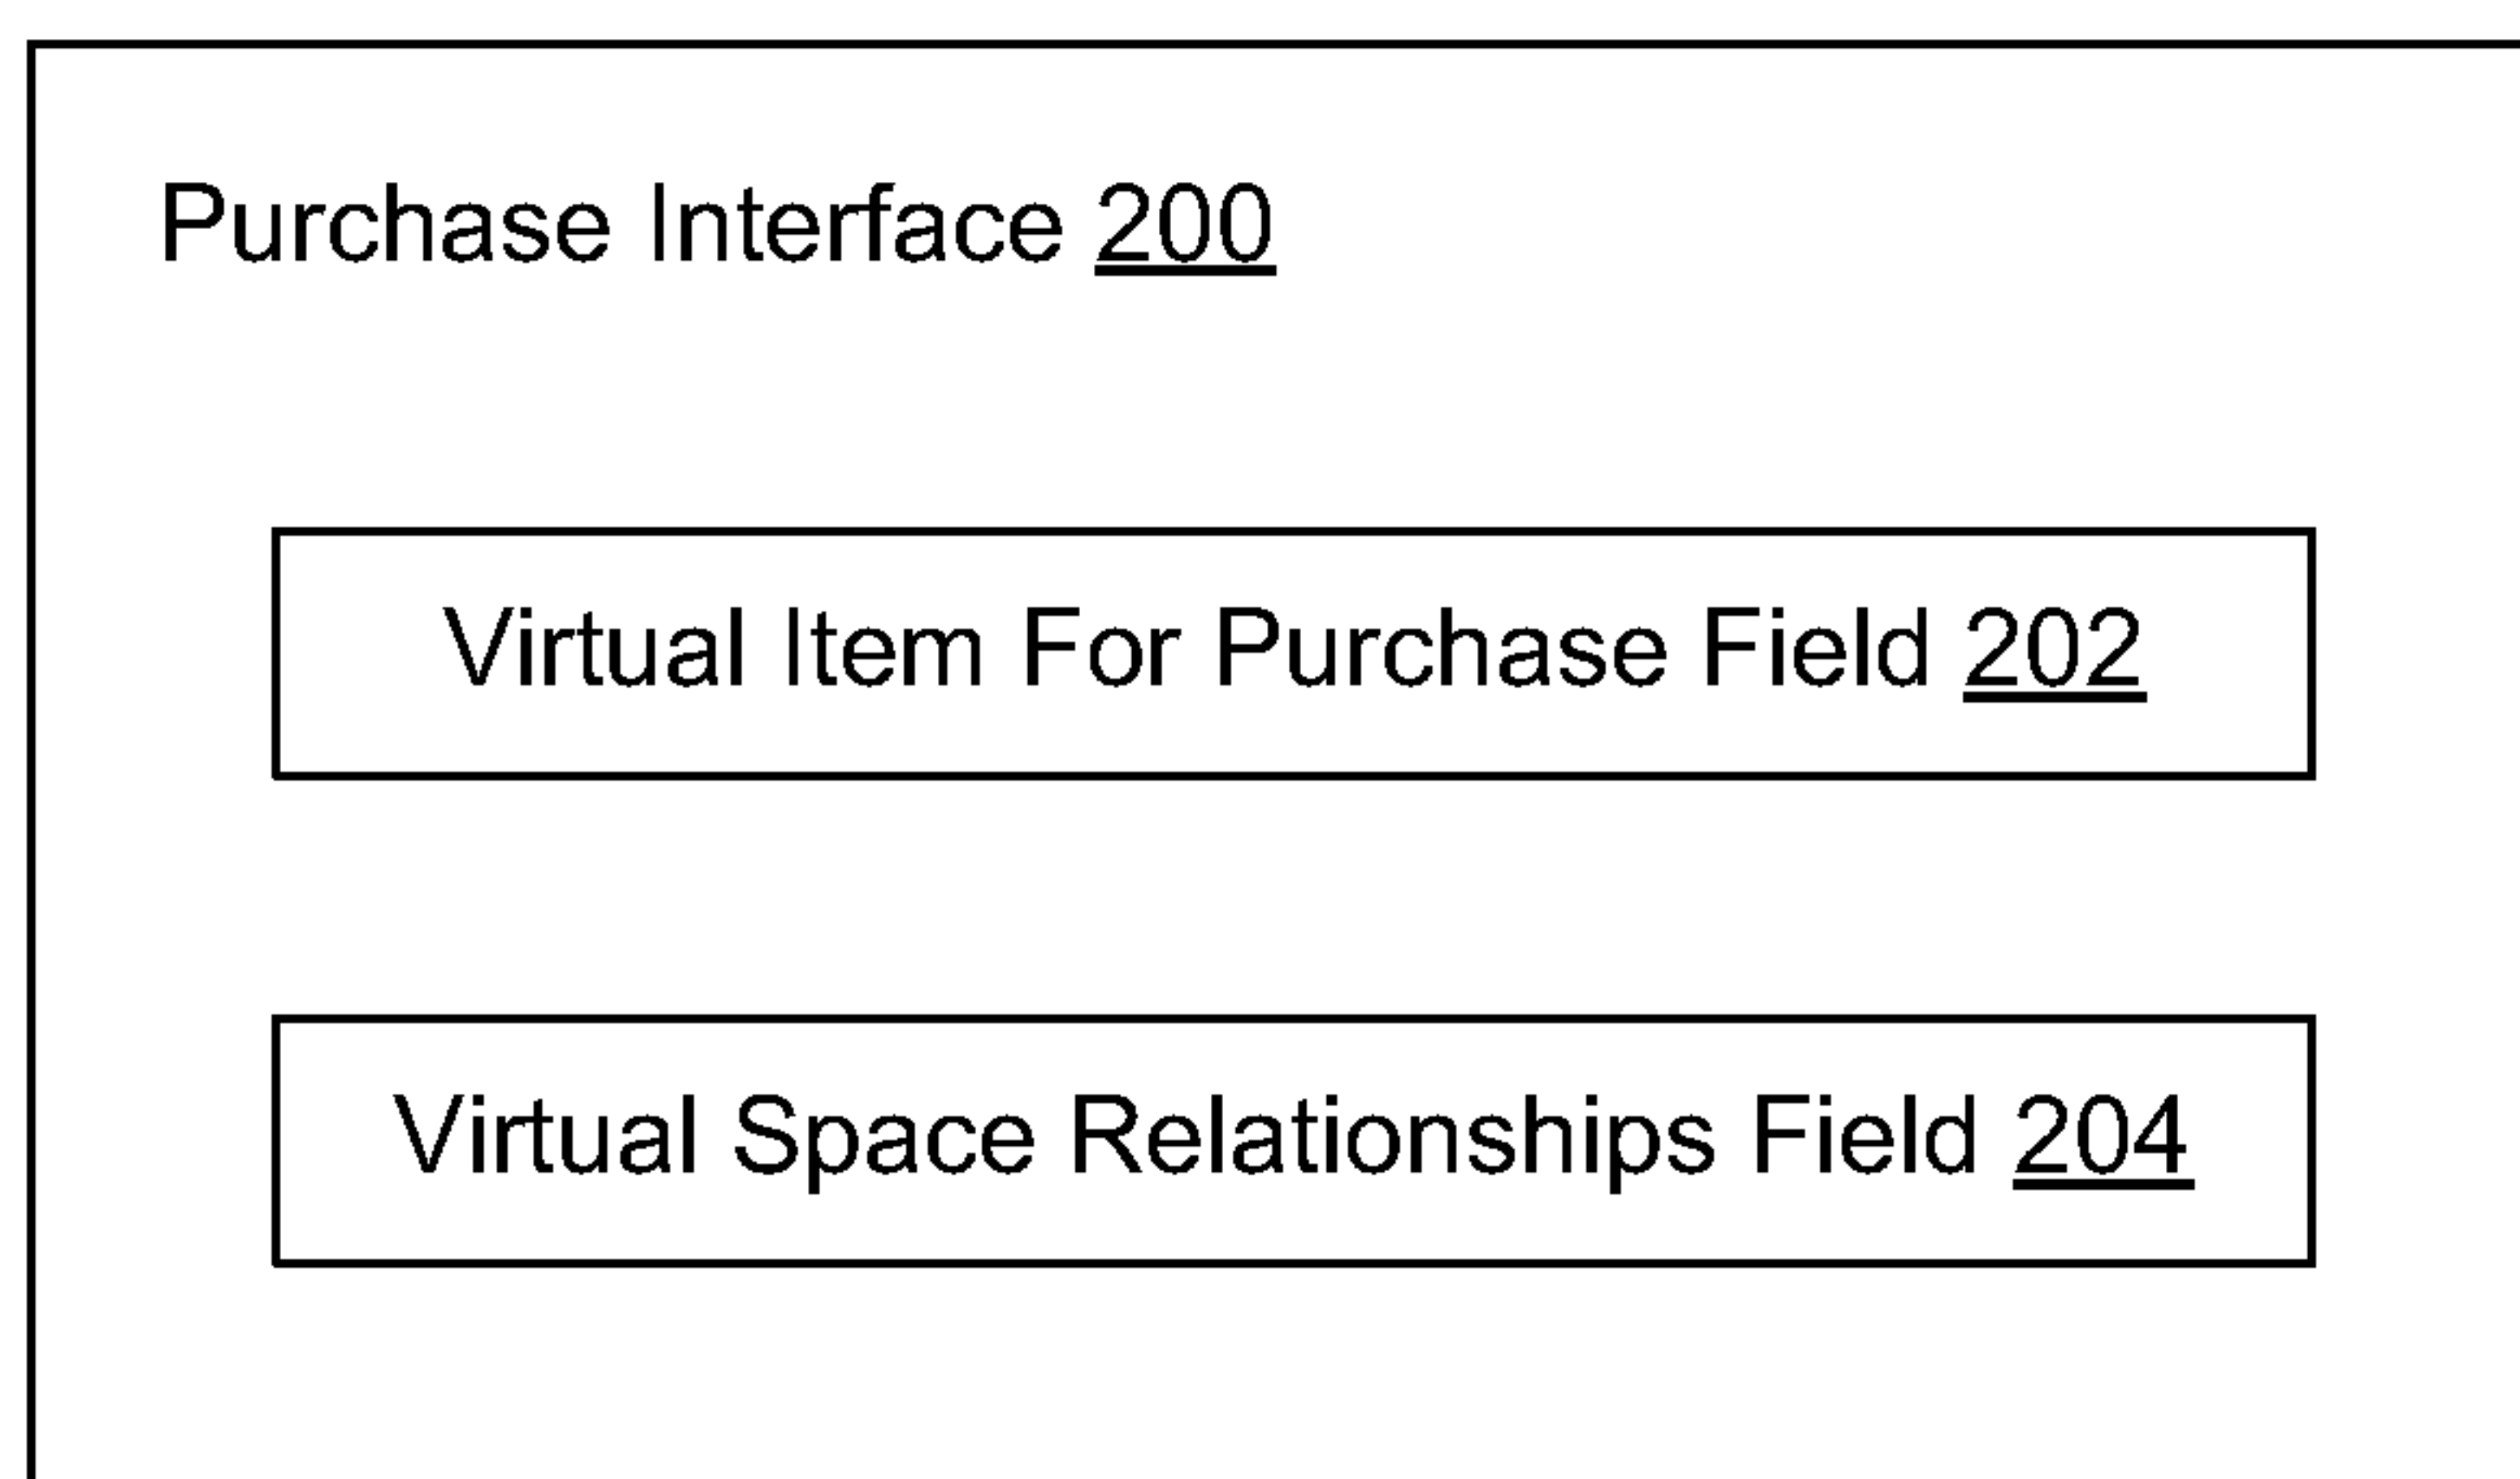 Purchase Interface 200
Virtual Item For Purchase Field 202
Virtual Space Relationships Field 204